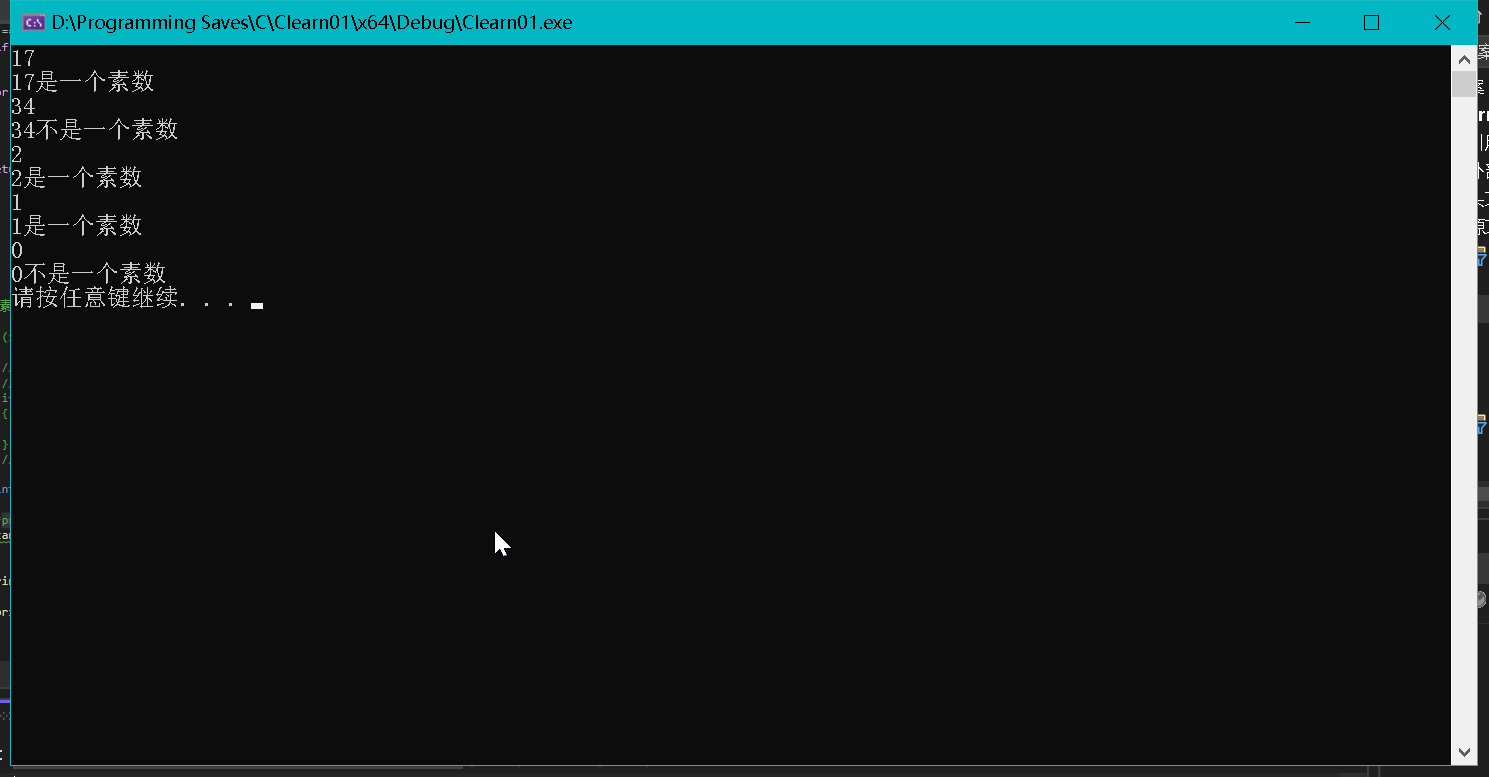 D:\Programming Saves\C\Clearn01\x64\Debug\Clearn01.exe
17
17是一个素数
34
34不是一个素数
2
2是一个素数
1
1是一个素数
0
0不是一个素数
请按任意键继续. . .